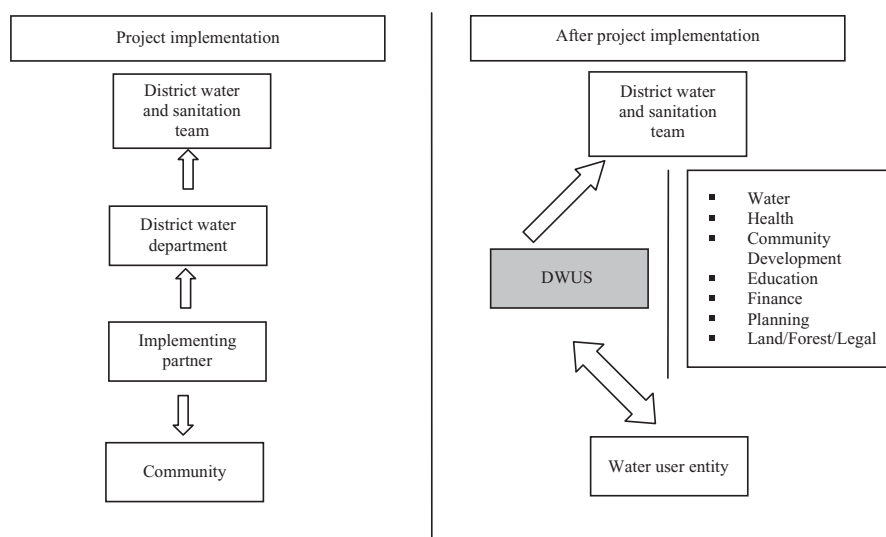 Project implementation
District water
and sanitation
team
District water
department
Implementing
partner
Community
After project implementation
District water
and sanitation
team
DWUS
▪ Water
▪ Health
▪ Community
Development
▪ Education
▪ Finance
▪ Planning
▪ Land/Forest/Legal
Water user entity